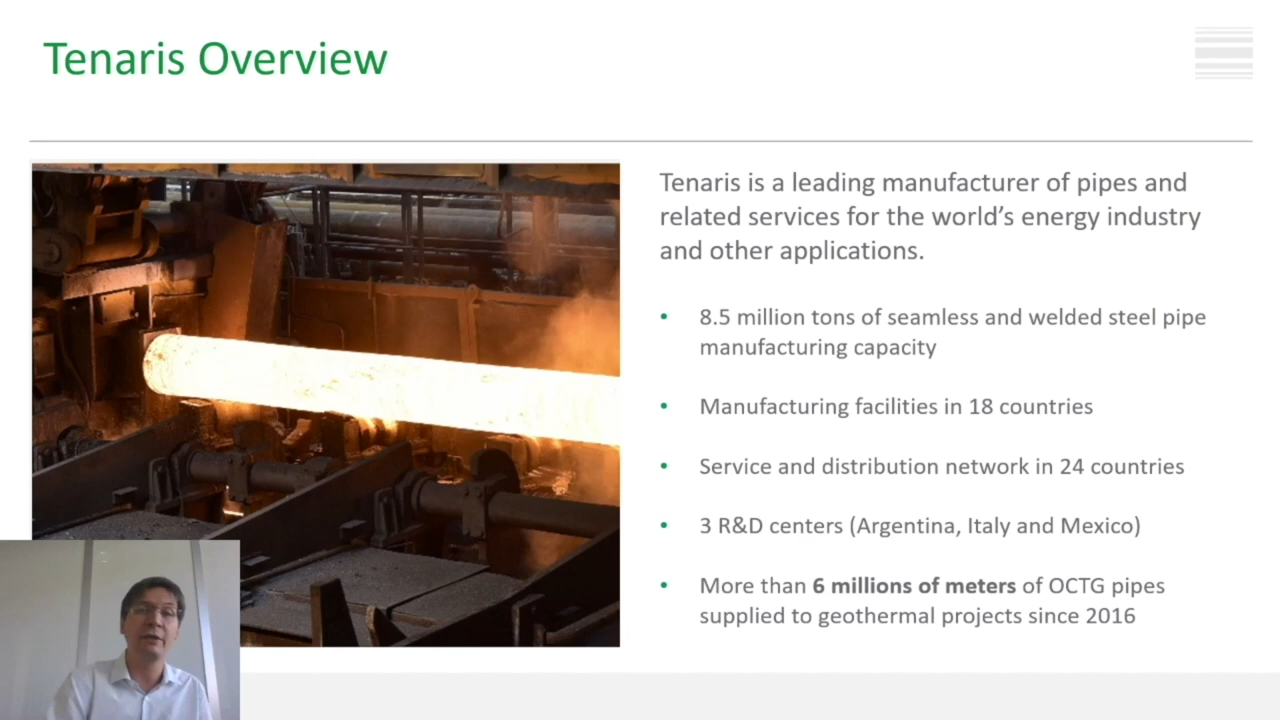 Tenaris Overview
Tenaris is a leading manufacturer of pipes and
related services for the world’s energy industry
and other applications.
• 8.5 million tons of seamless and welded steel pipe
manufacturing capacity
• Manufacturing facilities in 18 countries
• Service and distribution network in 24 countries
• 3 R&D centers (Argentina, Italy and Mexico)
• More than 6 millions of meters of OCTG pipes
supplied to geothermal projects since 2016